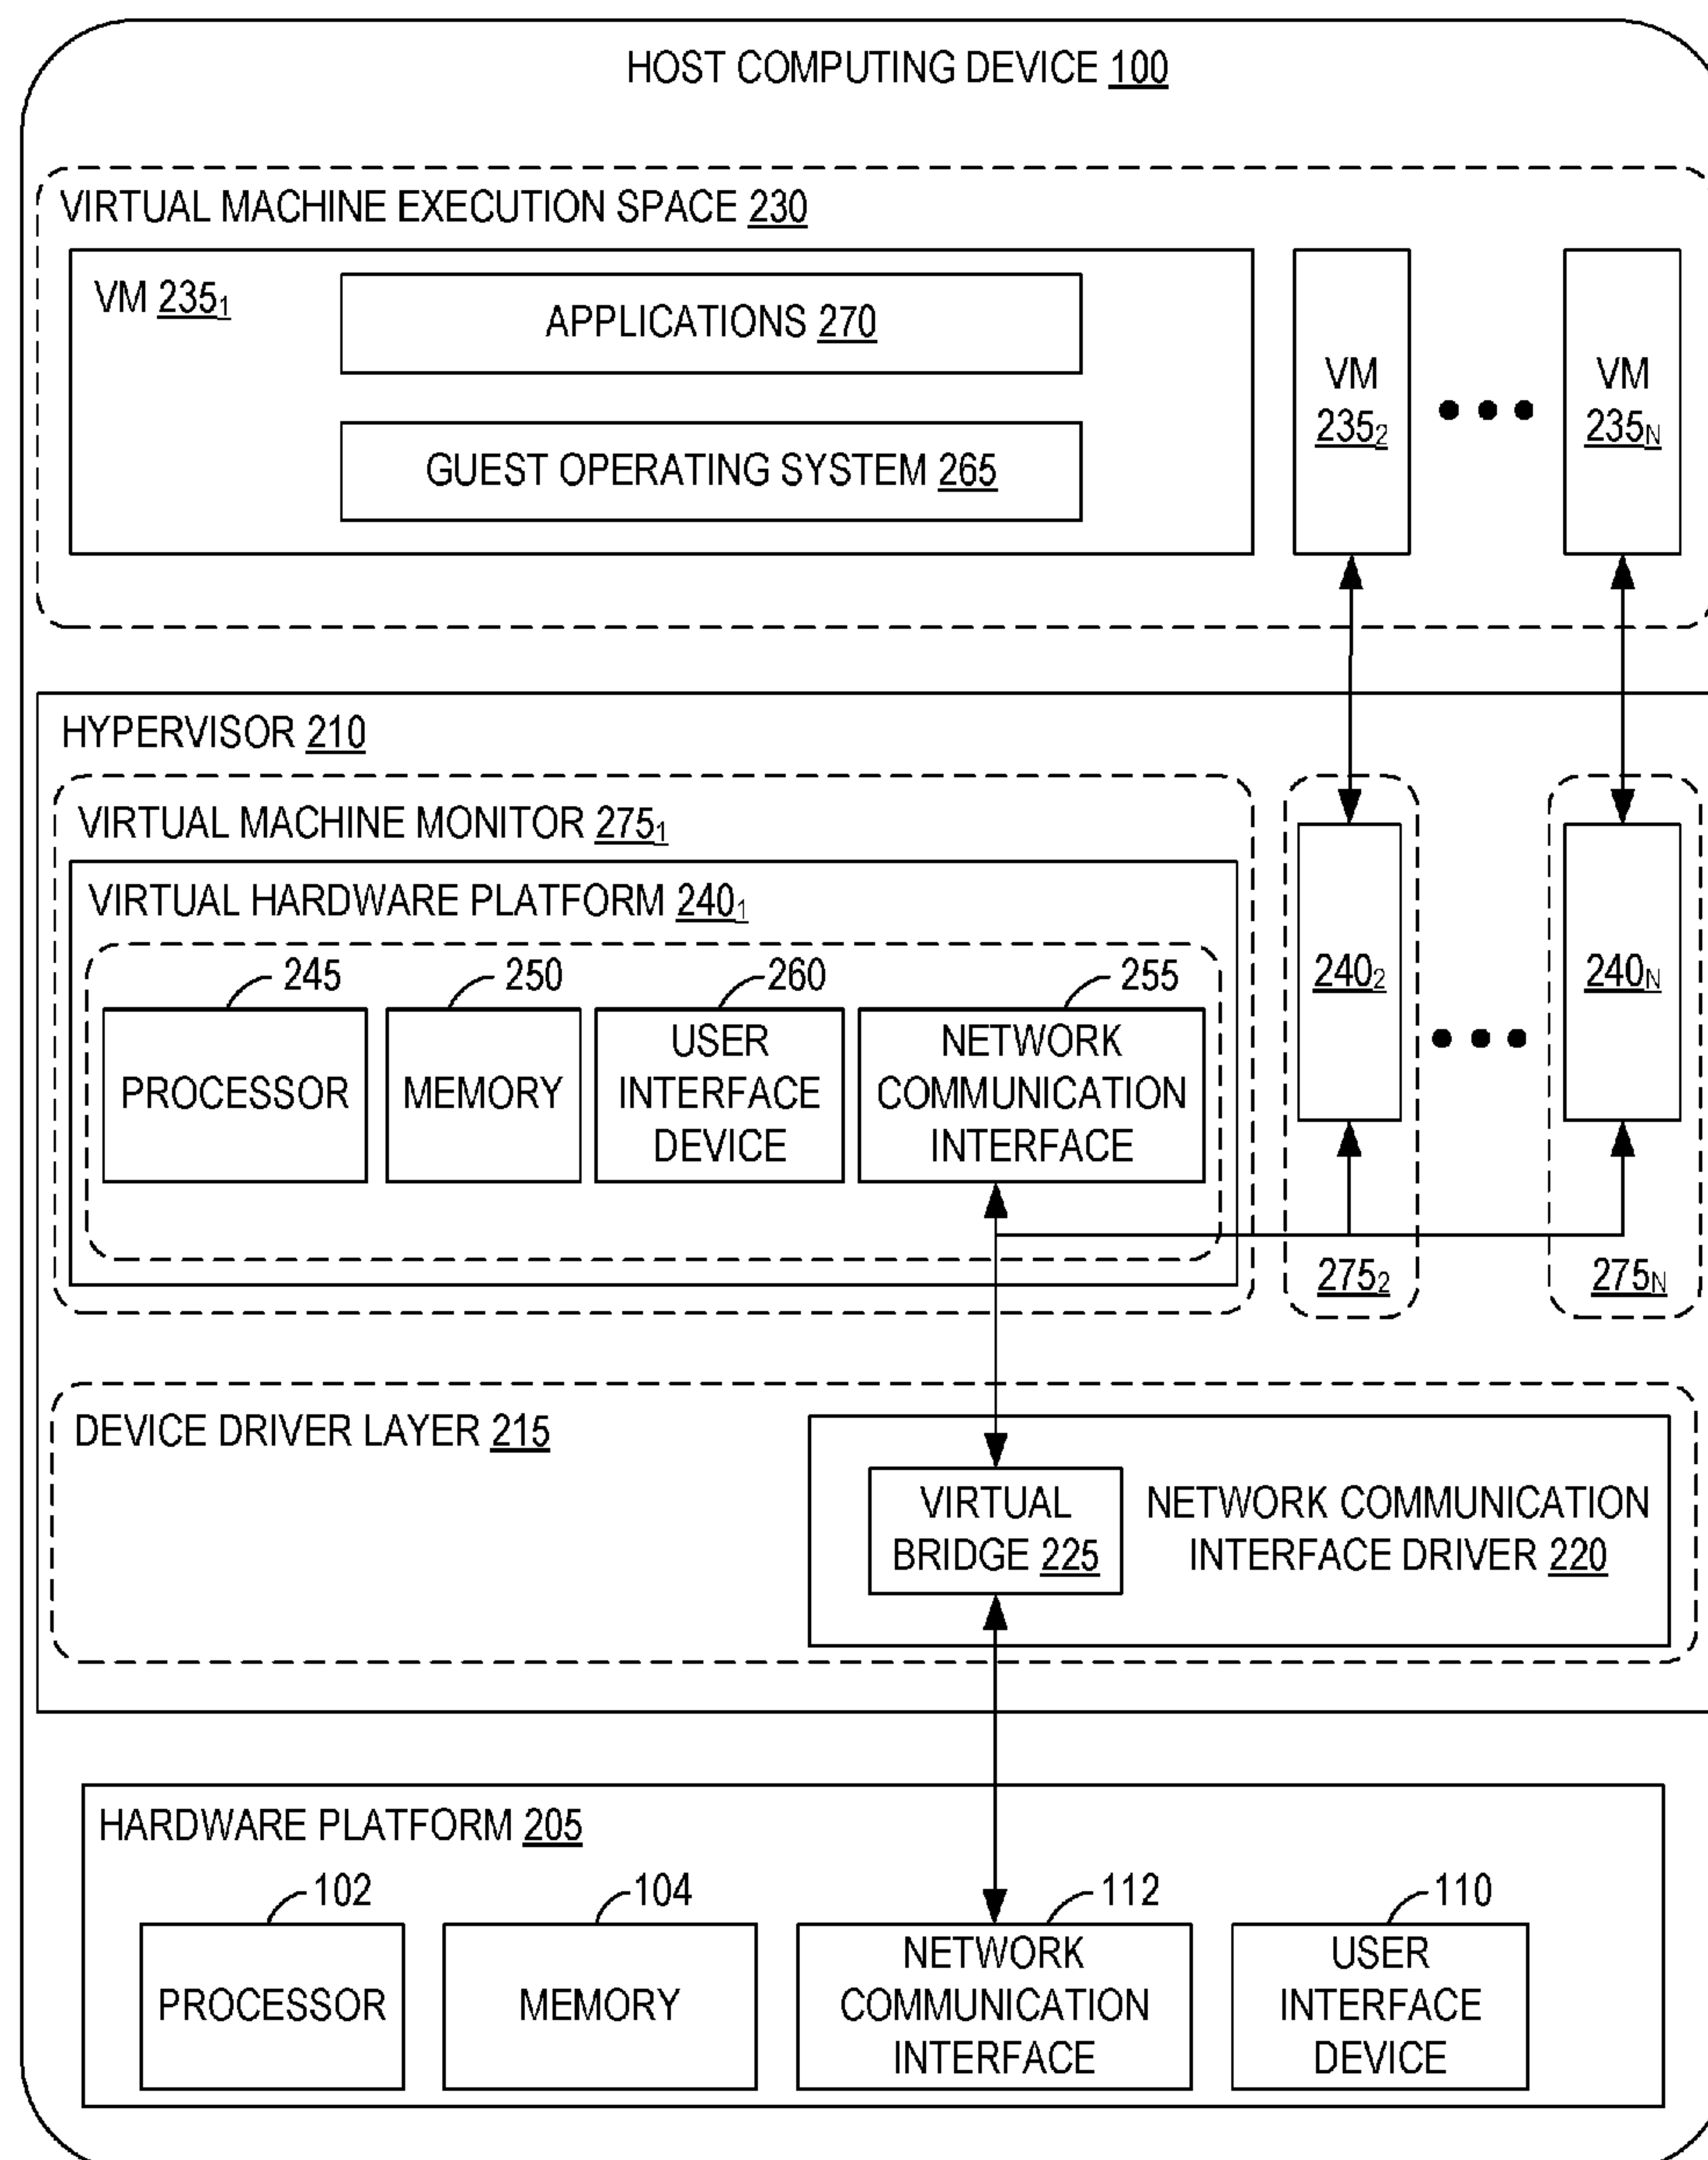 HOST COMPUTING DEVICE 100
VIRTUAL MACHINE EXECUTION SPACE 230
VM 235₁
APPLICATIONS 270
GUEST OPERATING SYSTEM 265
VM
235₂
VM
235ₙ
HYPERVISOR 210
VIRTUAL MACHINE MONITOR 275₁
VIRTUAL HARDWARE PLATFORM 240₁
245
250
260
255
PROCESSOR
MEMORY
USER
INTERFACE
DEVICE
NETWORK
COMMUNICATION
INTERFACE
240₂
240ₙ
275₂
275ₙ
DEVICE DRIVER LAYER 215
VIRTUAL
BRIDGE 225
NETWORK COMMUNICATION
INTERFACE DRIVER 220
HARDWARE PLATFORM 205
102
104
112
110
PROCESSOR
MEMORY
NETWORK
COMMUNICATION
INTERFACE
USER
INTERFACE
DEVICE